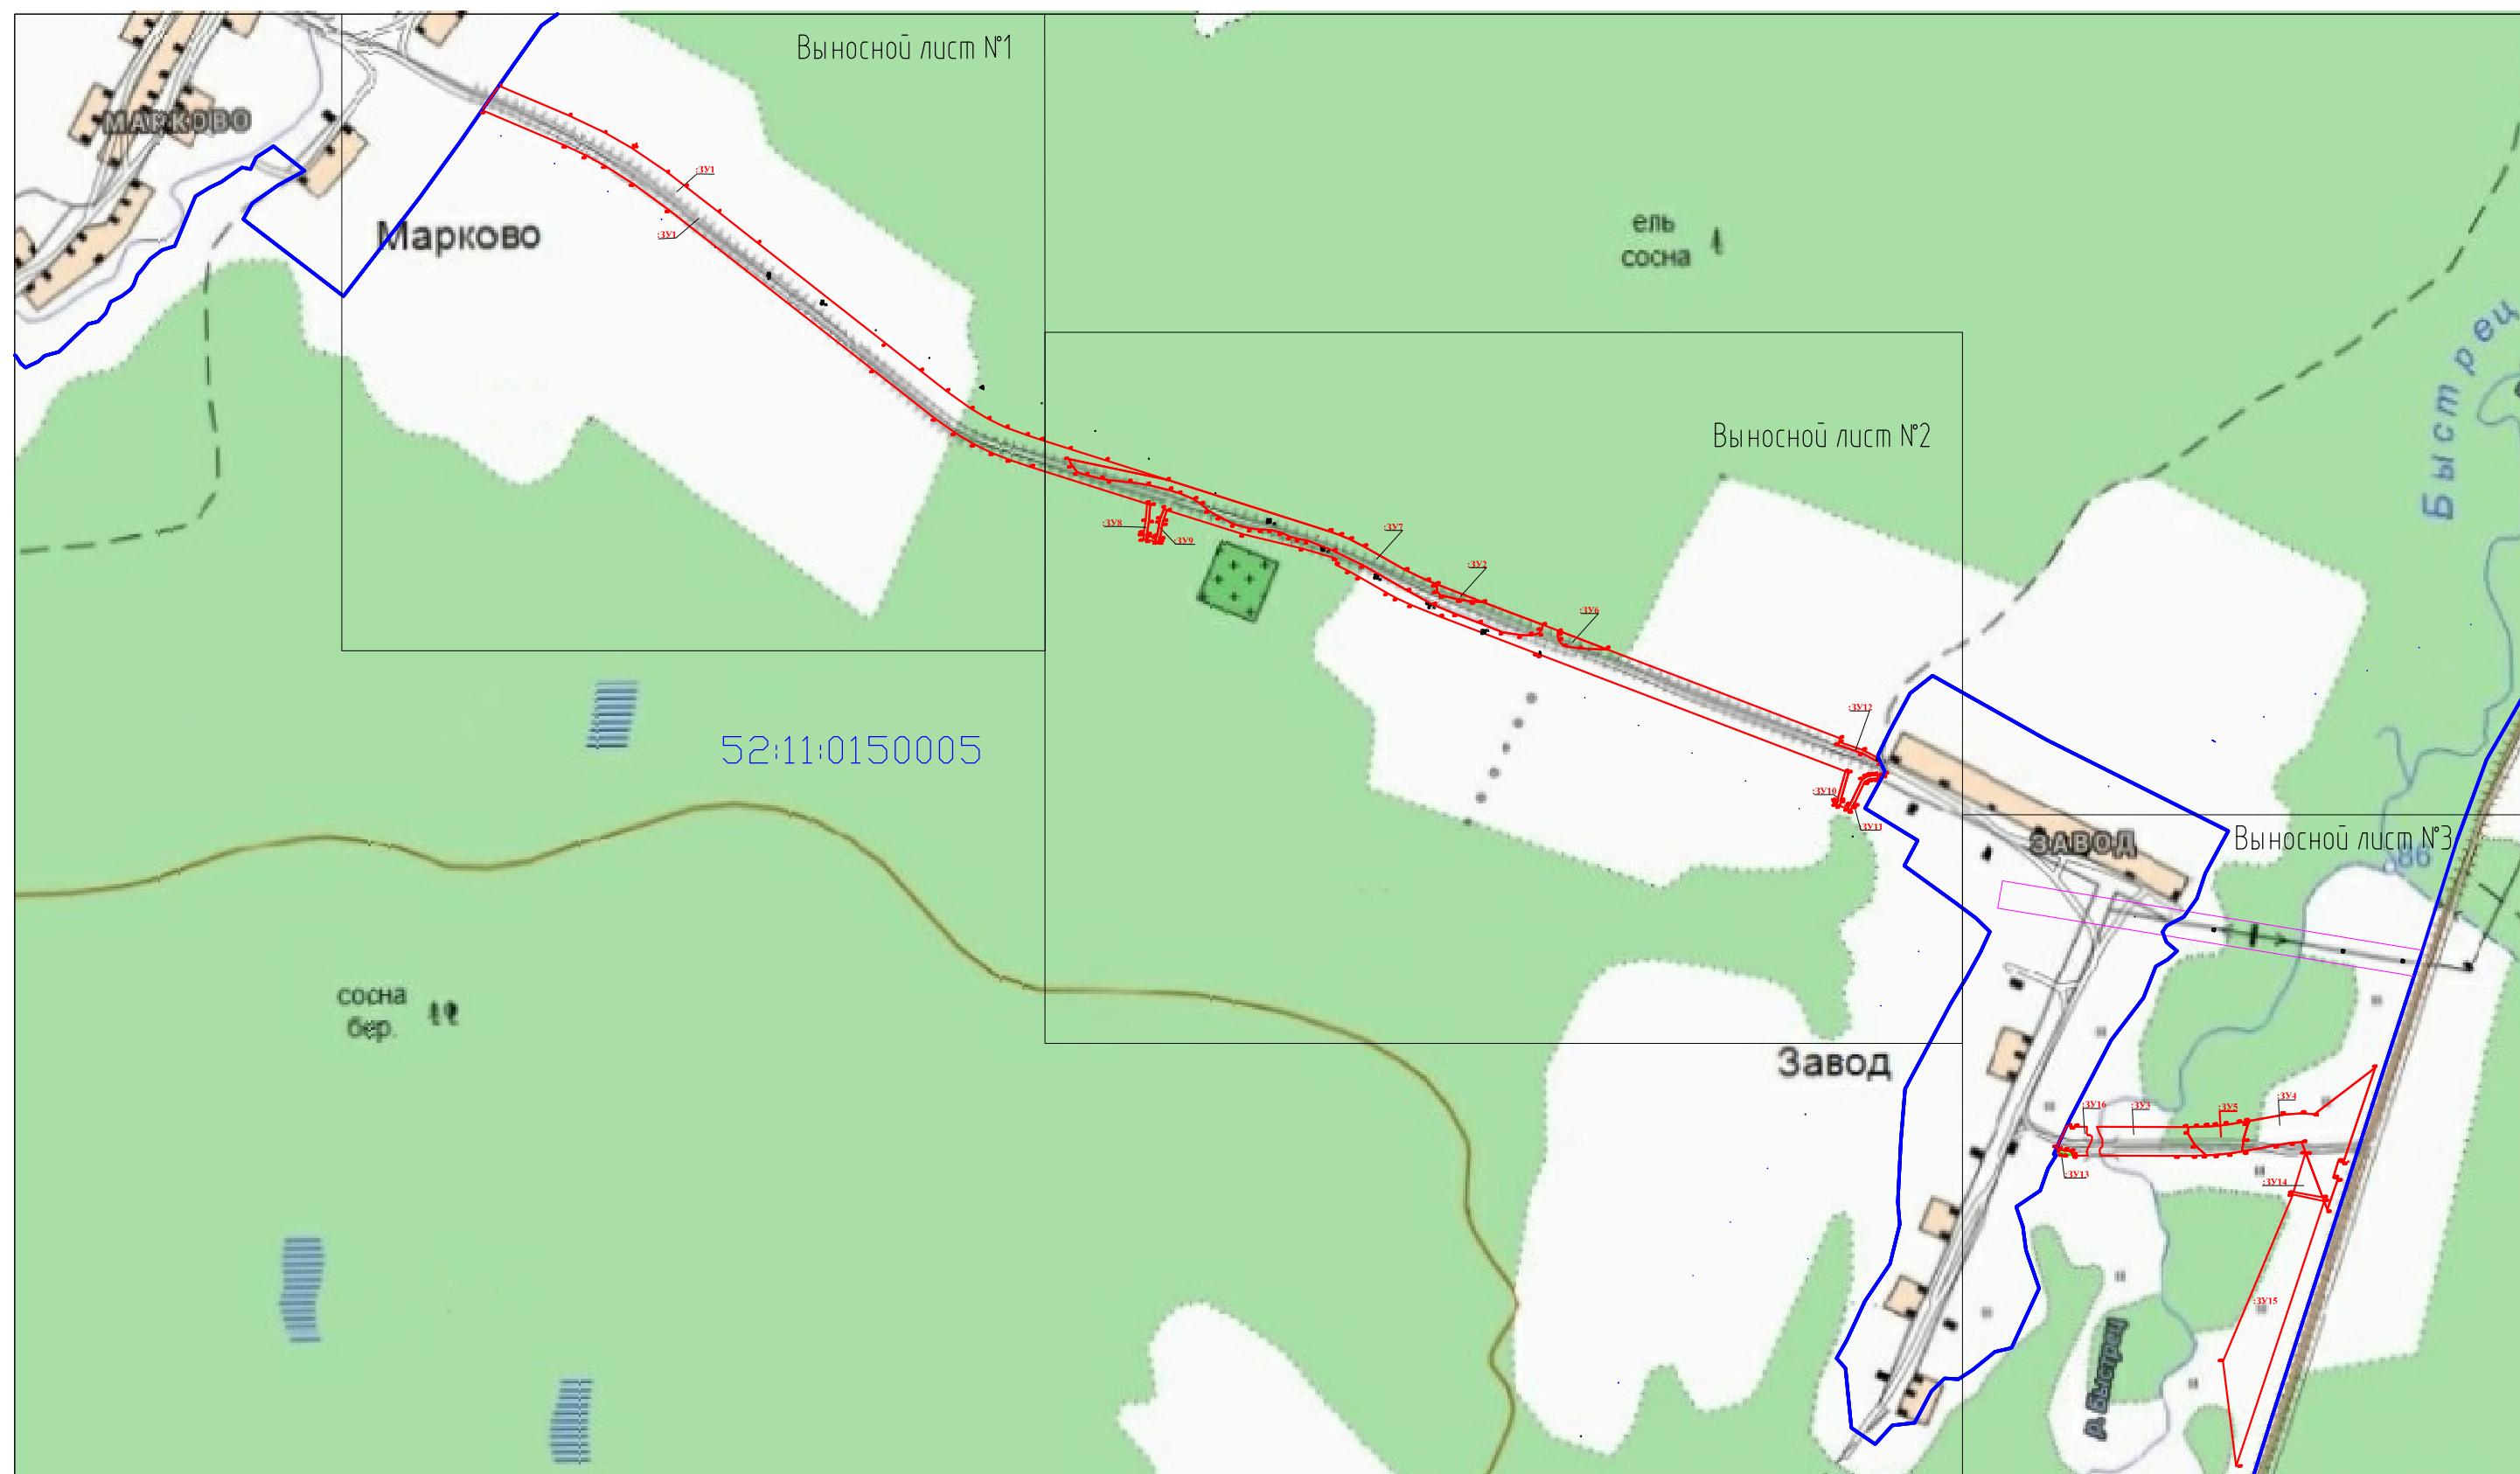 Выносной лист №1
МАРКОВО
:ЗУ1
Марково
:ЗУ1
ель
сосна
Быстрец
Выносной лист №2
:ЗУ8
:ЗУ9
:ЗУ7
:ЗУ2
:ЗУ6
:ЗУ12
52:11:0150005
:ЗУ10
:ЗУ11
ЗАВОД
Выносной лист №3
86
сосна
бер.
Завод
:ЗУ16
:ЗУ3
:ЗУ5
:ЗУ4
:ЗУ13
:ЗУ14
:ЗУ15
р. Быстрец